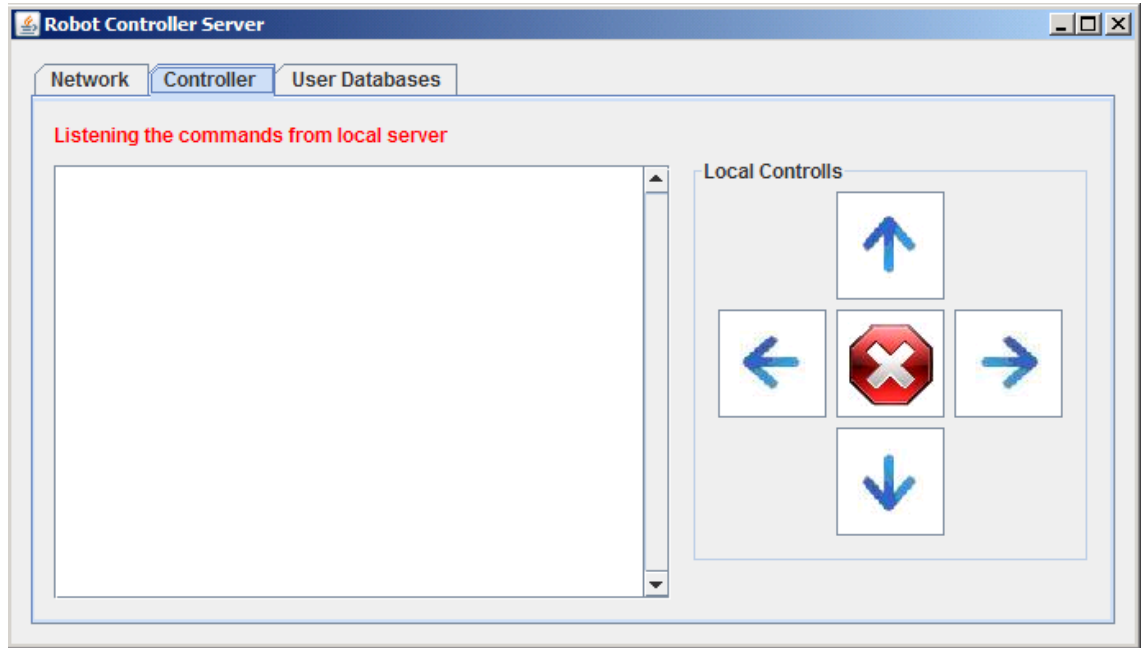 Robot Controller Server
Network Controller User Databases
Listening the commands from local server
Local Controlls